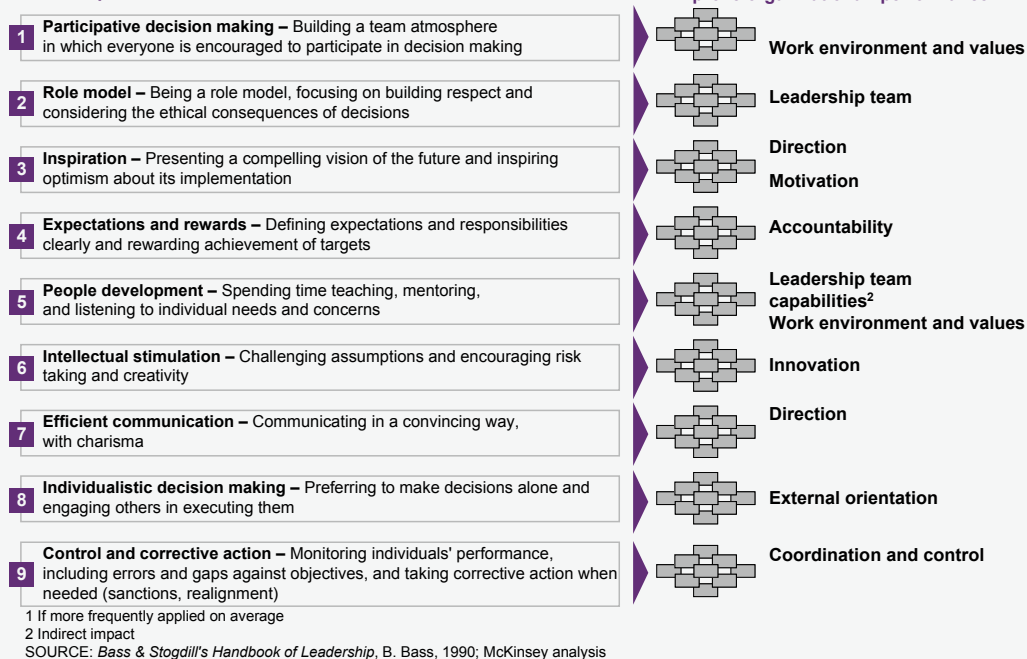 1
Participative decision making – Building a team atmosphere
in which everyone is encouraged to participate in decision making
Work environment and values
2
Role model – Being a role model, focusing on building respect and
considering the ethical consequences of decisions
Leadership team
3
Inspiration – Presenting a compelling vision of the future and inspiring
optimism about its implementation
Direction
Motivation
4
Expectations and rewards – Defining expectations and responsibilities
clearly and rewarding achievement of targets
Accountability
5
People development – Spending time teaching, mentoring,
and listening to individual needs and concerns
Leadership team
capabilities²
Work environment and values
6
Intellectual stimulation – Challenging assumptions and encouraging risk
taking and creativity
Innovation
7
Efficient communication – Communicating in a convincing way,
with charisma
Direction
8
Individualistic decision making – Preferring to make decisions alone and
engaging others in executing them
External orientation
9
Control and corrective action – Monitoring individuals' performance,
including errors and gaps against objectives, and taking corrective action when
needed (sanctions, realignment)
Coordination and control
1 If more frequently applied on average
2 Indirect impact
SOURCE: Bass & Stogdill's Handbook of Leadership, B. Bass, 1990; McKinsey analysis